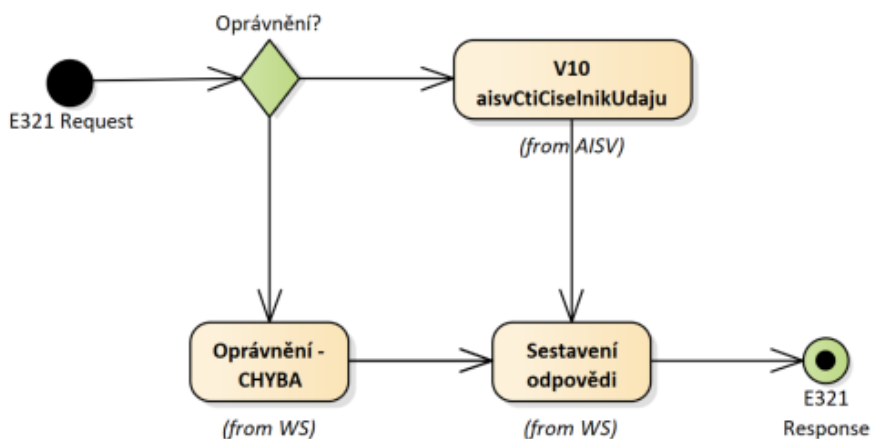 Oprávnění?
E321 Request
V10
aisvCtiCiselnikUdaju
(from AISV)
Oprávnění -
CHYBA
(from WS)
Sestavení
odpovědi
(from WS)
E321
Response